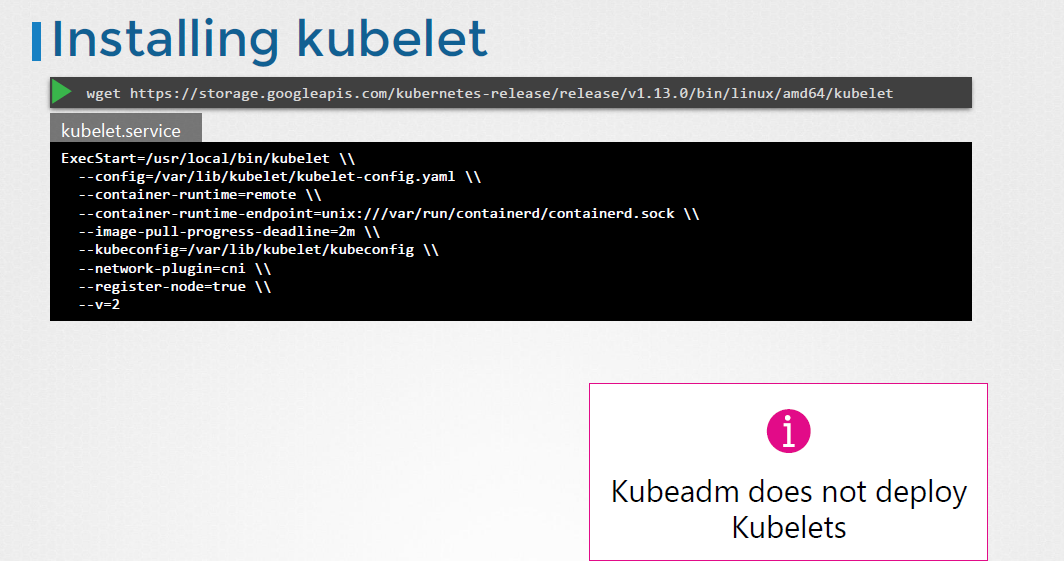 Installing kubelet
wget https://storage.googleapis.com/kubernetes-release/release/v1.13.0/bin/linux/amd64/kubelet
kubelet.service
ExecStart=/usr/local/bin/kubelet \\
  --config=/var/lib/kubelet/kubelet-config.yaml \\
  --container-runtime=remote \\
  --container-runtime-endpoint=unix:///var/run/containerd/containerd.sock \\
  --image-pull-progress-deadline=2m \\
  --kubeconfig=/var/lib/kubelet/kubeconfig \\
  --network-plugin=cni \\
  --register-node=true \\
  --v=2
i
Kubeadm does not deploy
Kubelets